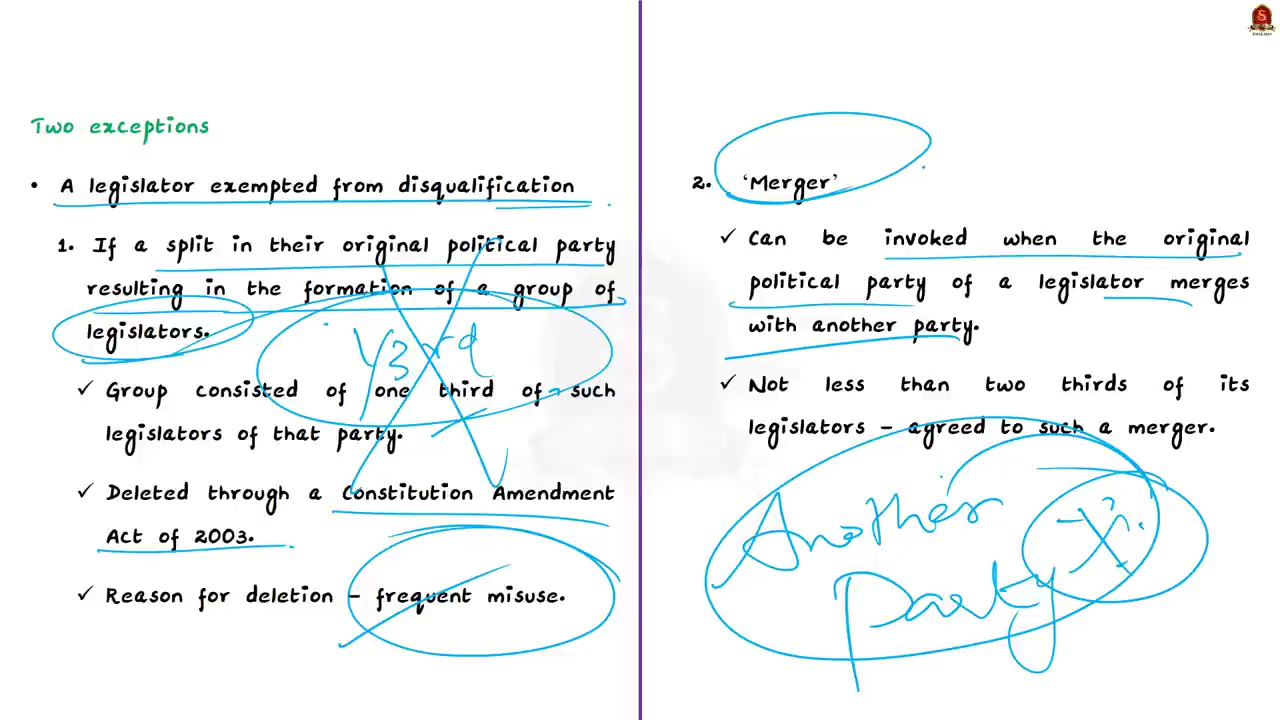 Two exceptions
• A legislator exempted from disqualification
1. If a split in their original political party
resulting in the formation of a group of
legislators.
1/3rd
✓ Group consisted of one third of such
legislators of that party.
✓ Deleted through a Constitution Amendment
Act of 2003.
✓ Reason for deletion – frequent misuse.
2. ‘Merger’
✓ Can be invoked when the original
political party of a legislator merges
with another party.
✓ Not less than two thirds of its
legislators – agreed to such a merger.
Another
Party